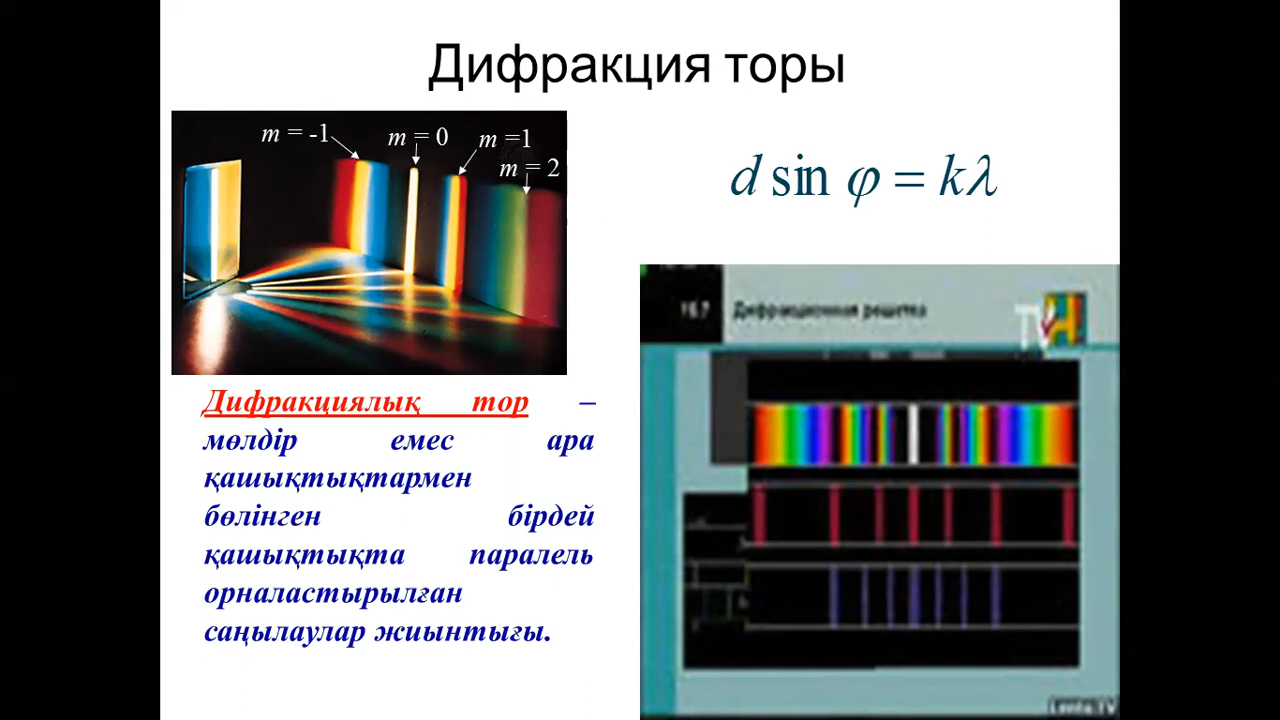 Дифракция торы
m = -1
m = 0
m =1
m = 2
d sin φ = kλ
Дифракциялық тор –
мөлдір емес ара
қашықтықтармен
бөлінген бірдей
қашықтықта паралель
орналастырылған
саңылаулар жиынтығы.
Дифракционная решетка